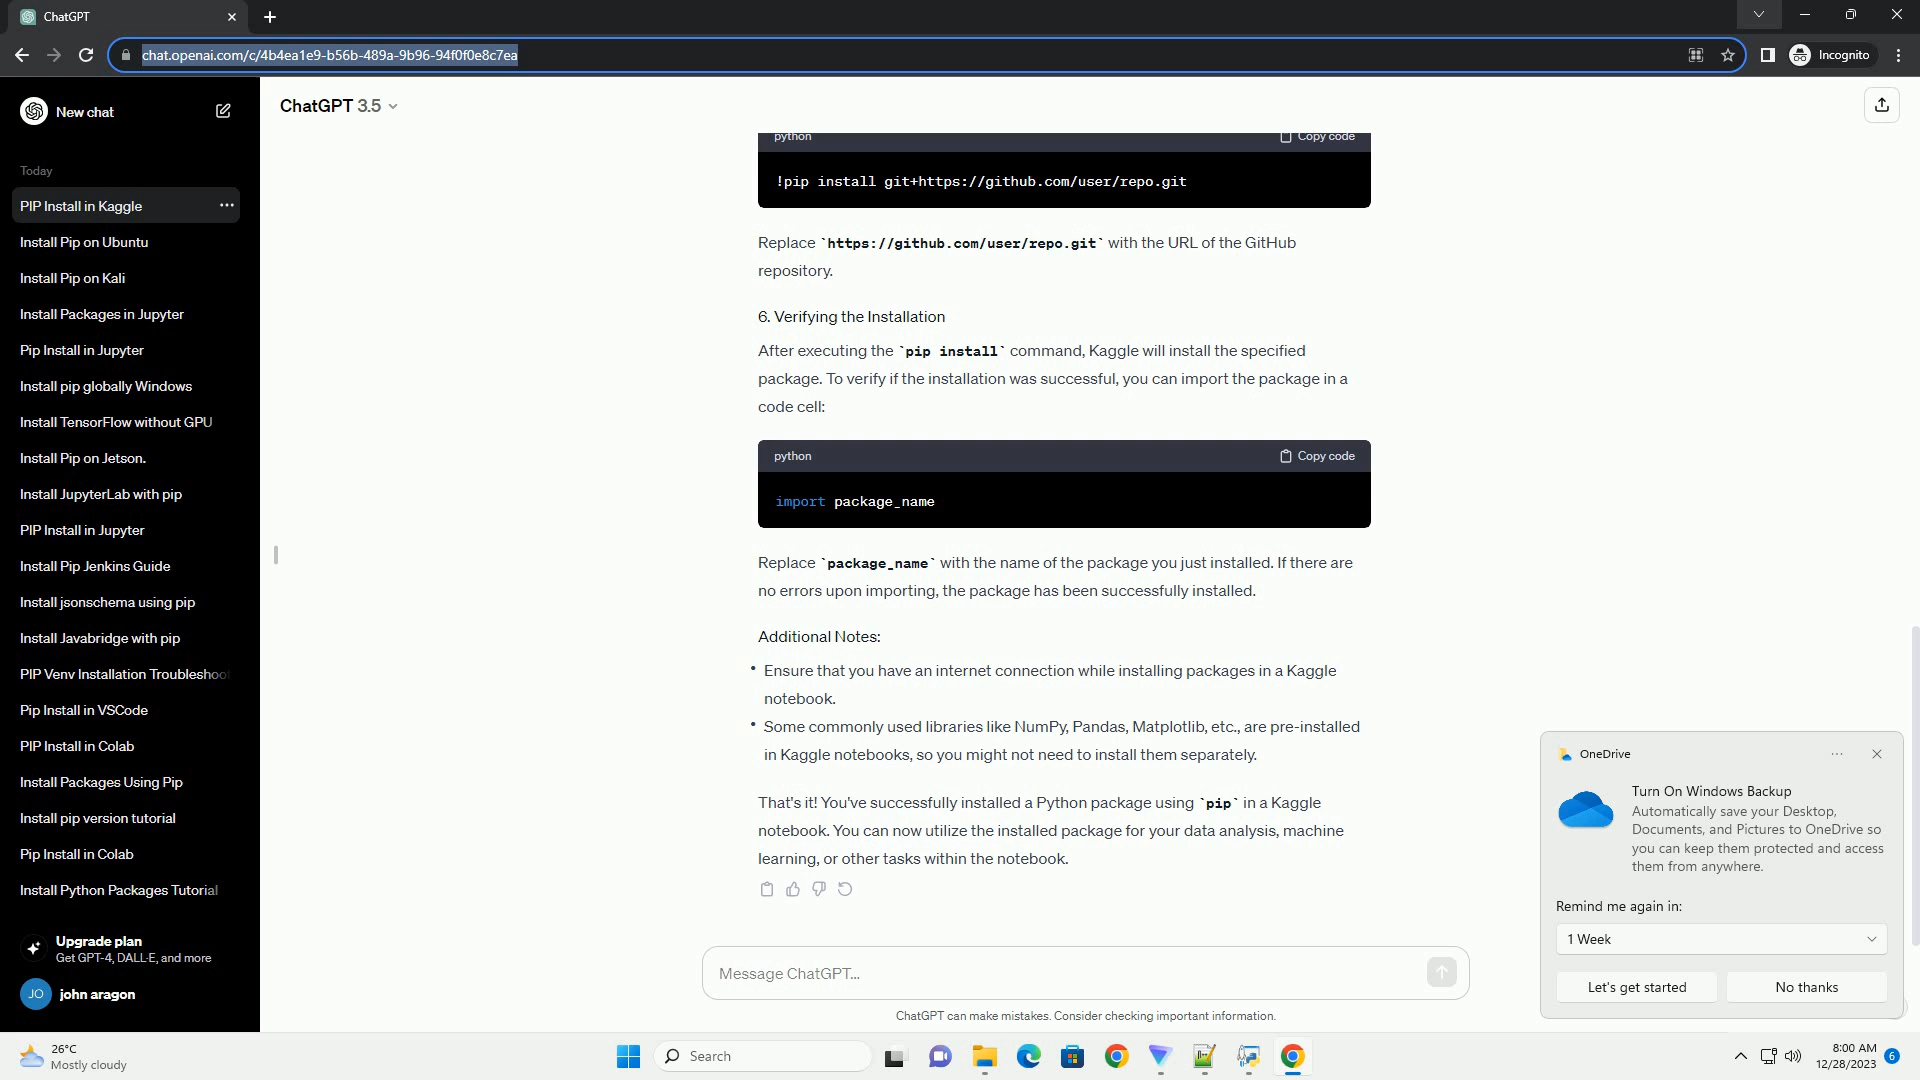 ChatGPT
chat.openai.com/c/4b4ea1e9-b56b-489a-9b96-94f0f0e8c7ea
Incognito
New chat
Today
PIP Install in Kaggle
Install Pip on Ubuntu
Install Pip on Kali
Install Packages in Jupyter
Pip Install in Jupyter
Install pip globally Windows
Install TensorFlow without GPU
Install Pip on Jetson.
Install JupyterLab with pip
PIP Install in Jupyter
Install Pip Jenkins Guide
Install jsonschema using pip
Install Javabridge with pip
PIP Venv Installation Troubleshoo
Pip Install in VSCode
PIP Install in Colab
Install Packages Using Pip
Install pip version tutorial
Pip Install in Colab
Install Python Packages Tutorial
Upgrade plan
Get GPT-4, DALL·E, and more
JO john aragon
ChatGPT 3.5
python Copy code
!pip install git+https://github.com/user/repo.git
Replace `https://github.com/user/repo.git` with the URL of the GitHub
repository.
6. Verifying the Installation
After executing the `pip install` command, Kaggle will install the specified
package. To verify if the installation was successful, you can import the package in a
code cell:
python Copy code
import package_name
Replace `package_name` with the name of the package you just installed. If there are
no errors upon importing, the package has been successfully installed.
Additional Notes:
• Ensure that you have an internet connection while installing packages in a Kaggle
notebook.
• Some commonly used libraries like NumPy, Pandas, Matplotlib, etc., are pre-installed
in Kaggle notebooks, so you might not need to install them separately.
That's it! You've successfully installed a Python package using `pip` in a Kaggle
notebook. You can now utilize the installed package for your data analysis, machine
learning, or other tasks within the notebook.
Message ChatGPT...
ChatGPT can make mistakes. Consider checking important information.
OneDrive
Turn On Windows Backup
Automatically save your Desktop,
Documents, and Pictures to OneDrive so
you can keep them protected and access
them from anywhere.
Remind me again in:
1 Week
Let's get started No thanks
26°C
Mostly cloudy
Search
8:00 AM
12/28/2023
6